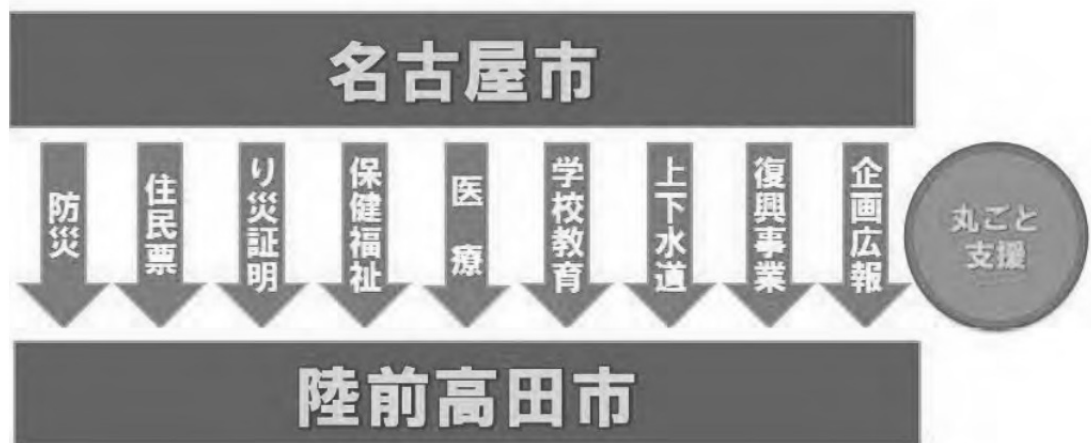 名古屋市
防災
住民票
り災証明
保健福祉
医療
学校教育
上下水道
復興事業
企画広報
丸ごと
支援
陸前高田市